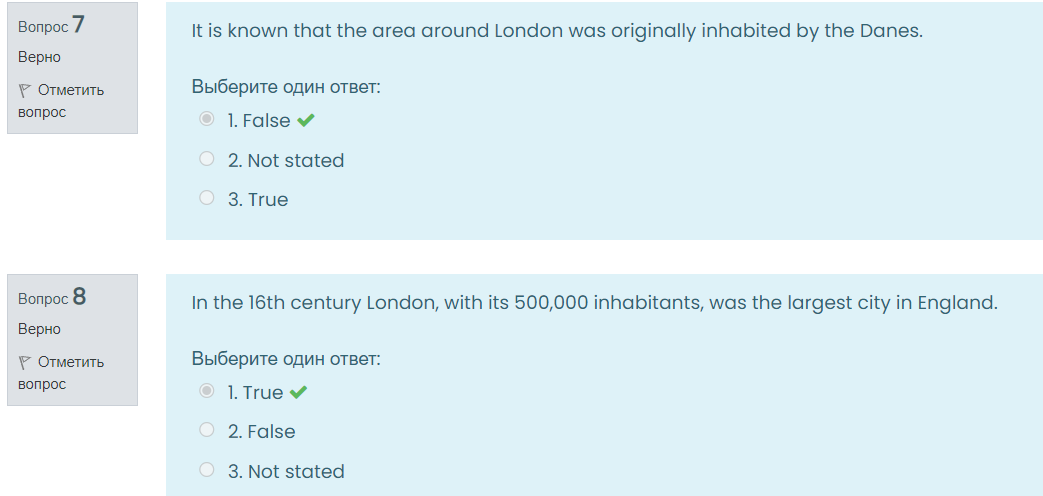 Вопрос 7
Верно
Отметить
вопрос
It is known that the area around London was originally inhabited by the Danes.
Выберите один ответ:
1. False
2. Not stated
3. True
Вопрос 8
Верно
Отметить
вопрос
In the 16th century London, with its 500,000 inhabitants, was the largest city in England.
Выберите один ответ:
1. True
2. False
3. Not stated